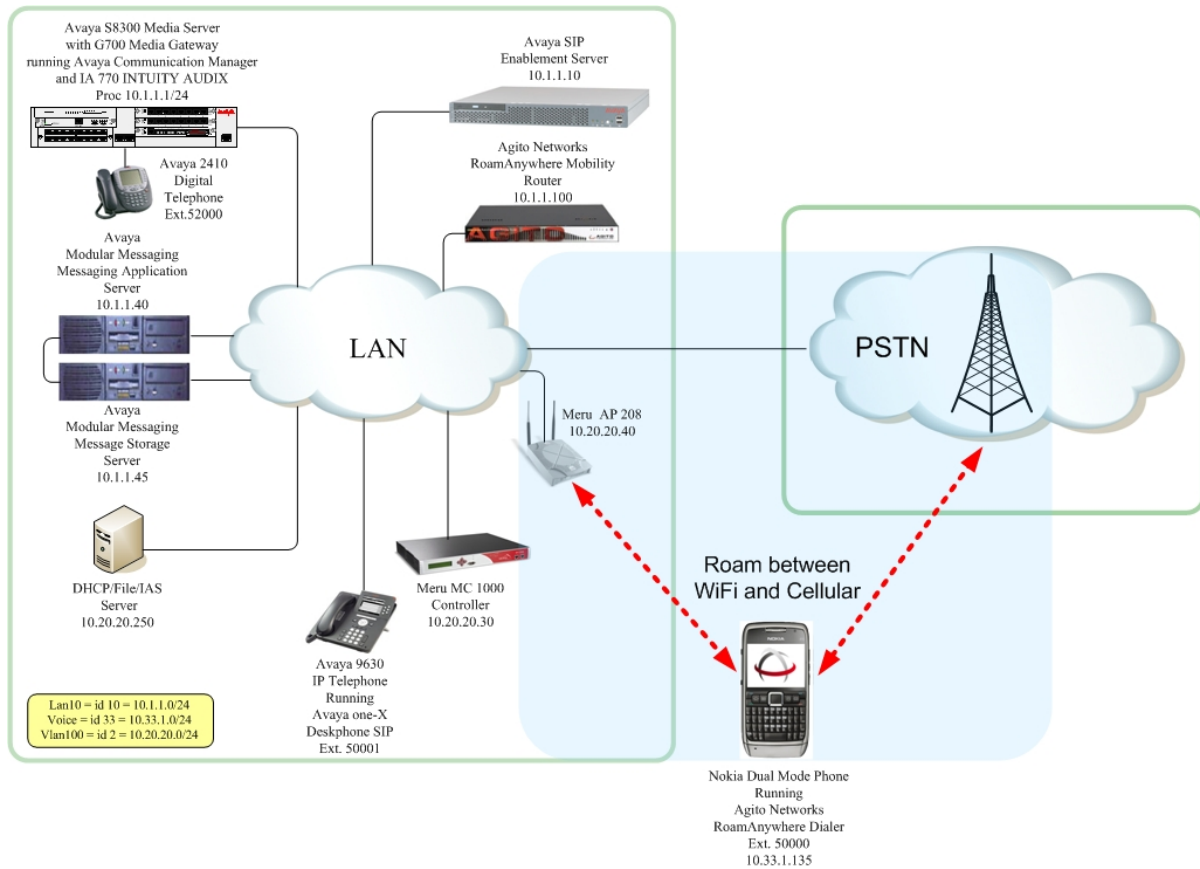 Avaya S8300 Media Server
with G700 Media Gateway
running Avaya Communication Manager
and IA 770 INTUITY AUDIX
Proc 10.1.1.1/24
Avaya 2410
Digital
Telephone
Ext.52000
Avaya
Modular Messaging
Messaging Application
Server
10.1.1.40
Avaya
Modular Messaging
Message Storage
Server
10.1.1.45
DHCP/File/IAS
Server
10.20.20.250
Lan10 = id 10 = 10.1.1.0/24
Voice = id 33 = 10.33.1.0/24
Vlan100 = id 2 = 10.20.20.0/24
Avaya SIP
Enablement Server
10.1.1.10
Agito Networks
RoamAnywhere Mobility
Router
10.1.1.100
AGITO
LAN
Meru AP 208
10.20.20.40
Meru MC 1000
Controller
10.20.20.30
Avaya 9630
IP Telephone
Running
Avaya one-X
Deskphone SIP
Ext. 50001
PSTN
Roam between
WiFi and Cellular
NOKIA
Nokia Dual Mode Phone
Running
Agito Networks
RoamAnywhere Dialer
Ext. 50000
10.33.1.135